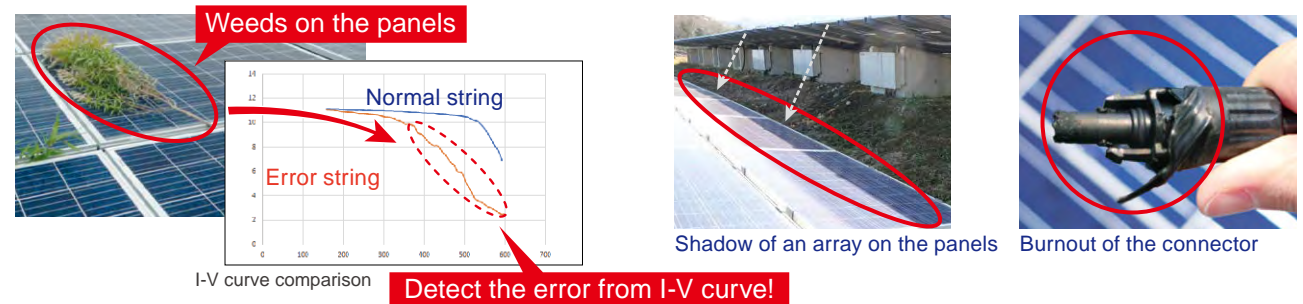 Weeds on the panels
14
12
10
8
6
4
2
0
0 100 200 300 400 500 600 700
Normal string
Error string
I-V curve comparison
Detect the error from I-V curve!
Shadow of an array on the panels
Burnout of the connector